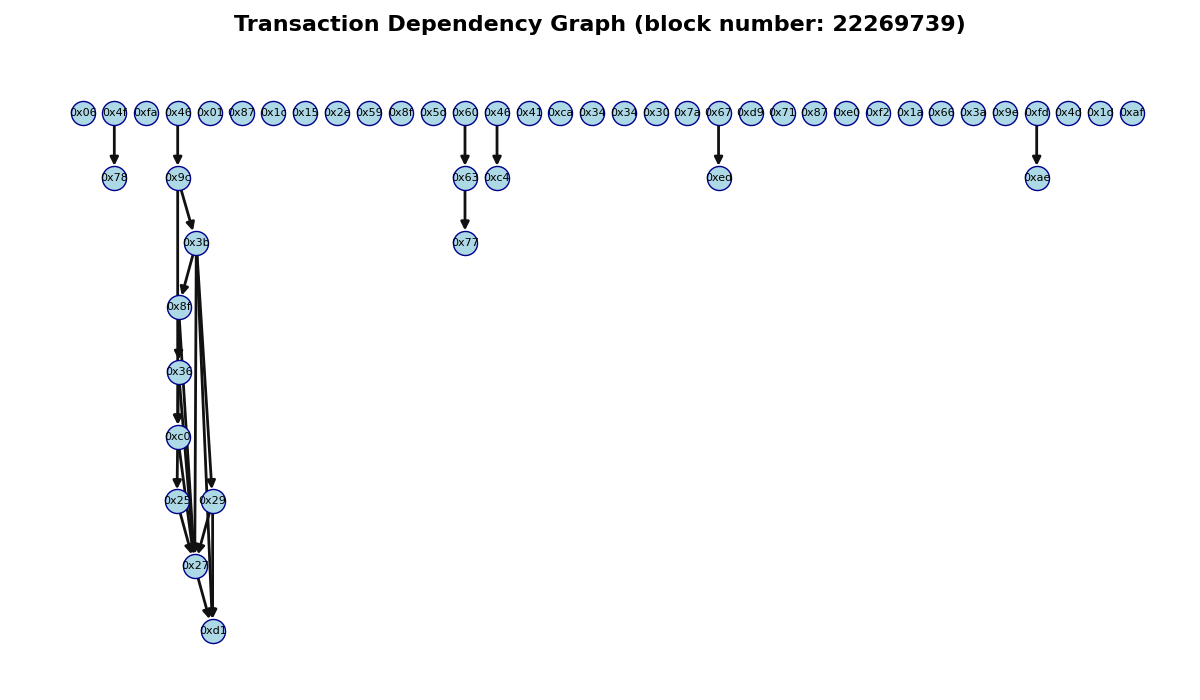 Transaction Dependency Graph (block number: 22269739)
0x06 0x4f 0xfa 0x46 0x01 0x87 0x1c 0x15 0x2e 0x59 0x8f 0x5d 0x60 0x46 0x41 0xca 0x34 0x34 0x30 0x7a 0x67 0xd9 0x71 0x87 0xe0 0xf2 0x1a 0x66 0x3a 0x9e 0xfd 0x4d 0x1d 0xaf
0x78 0x9c 0x63 0xc4 0xed 0xae
0x3b 0x77
0x8f
0x36
0xc0
0x25 0x29
0x27
0xd1